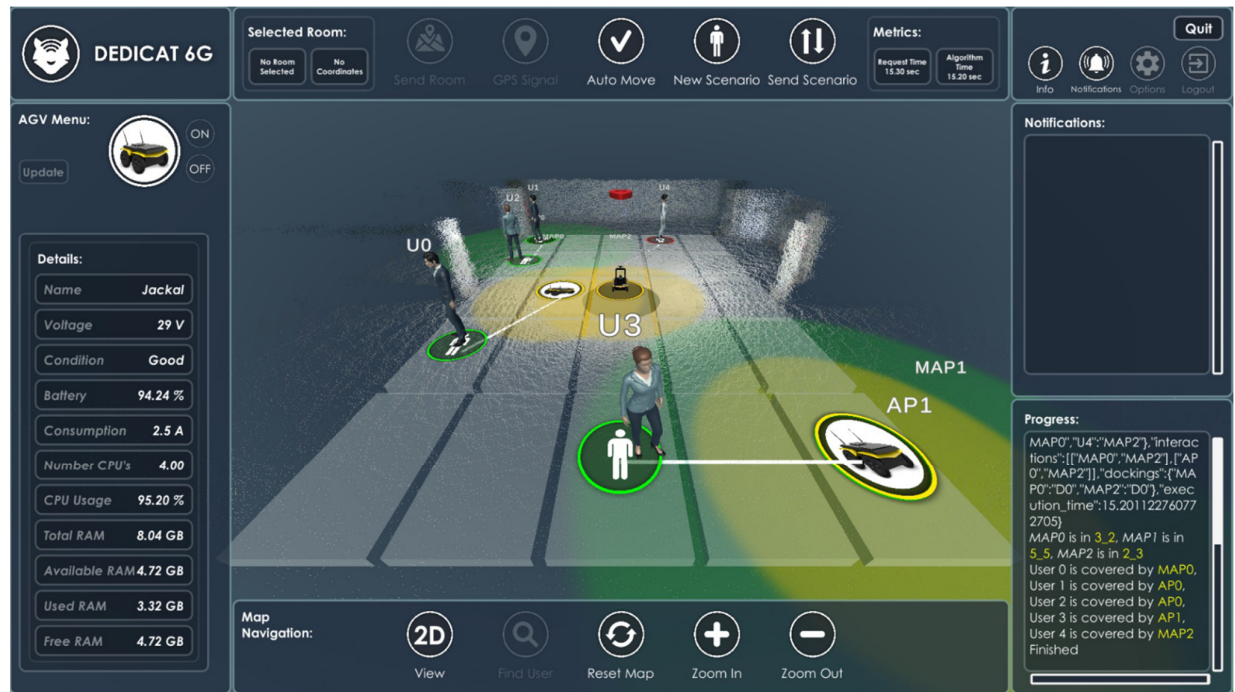 DEDICAT 6G
Selected Room:
No Room
Selected
No
Coordinates
Send Room
GPS Signal
Auto Move
New Scenario
Send Scenario
Metrics:
Request Time
15.30 sec
Algorithm
Time
15.20 sec
Quit
Info
Notifications
Options
Logout
AGV Menu:
ON
OFF
Update
Details:
Name Jackal
Voltage 29 V
Condition Good
Battery 94.24 %
Consumption 2.5 A
Number CPU's 4.00
CPU Usage 95.20 %
Total RAM 8.04 GB
Available RAM 4.72 GB
Used RAM 3.32 GB
Free RAM 4.72 GB
U1
U4
U2
MAP0
MAP2
U0
U3
MAP1
AP1
Map
Navigation:
2D
View
Find User
Reset Map
Zoom In
Zoom Out
Notifications:
Progress:
MAP0","U4":"MAP2"},"interac
tions":[["MAP0","MAP2"],["AP
0","MAP2"]],"dockings":{"MA
P0":"D0","MAP2":"D0"},"exec
ution_time":15.20112276077
2705}
MAP0 is in 3_2, MAP1 is in
5_5, MAP2 is in 2_3
User 0 is covered by MAP0,
User 1 is covered by AP0,
User 2 is covered by AP0,
User 3 is covered by AP1,
User 4 is covered by MAP2
Finished